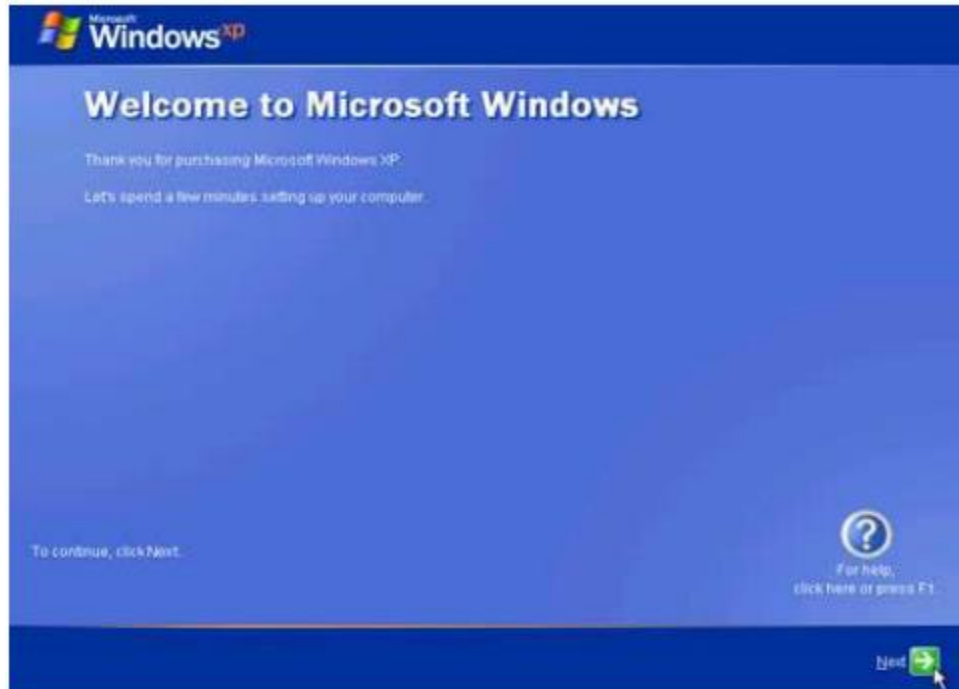 Microsoft
Windows xp
Welcome to Microsoft Windows
Thank you for purchasing Microsoft Windows XP.
Let's spend a few minutes setting up your computer.
To continue, click Next.
For help,
click here or press F1.
Next